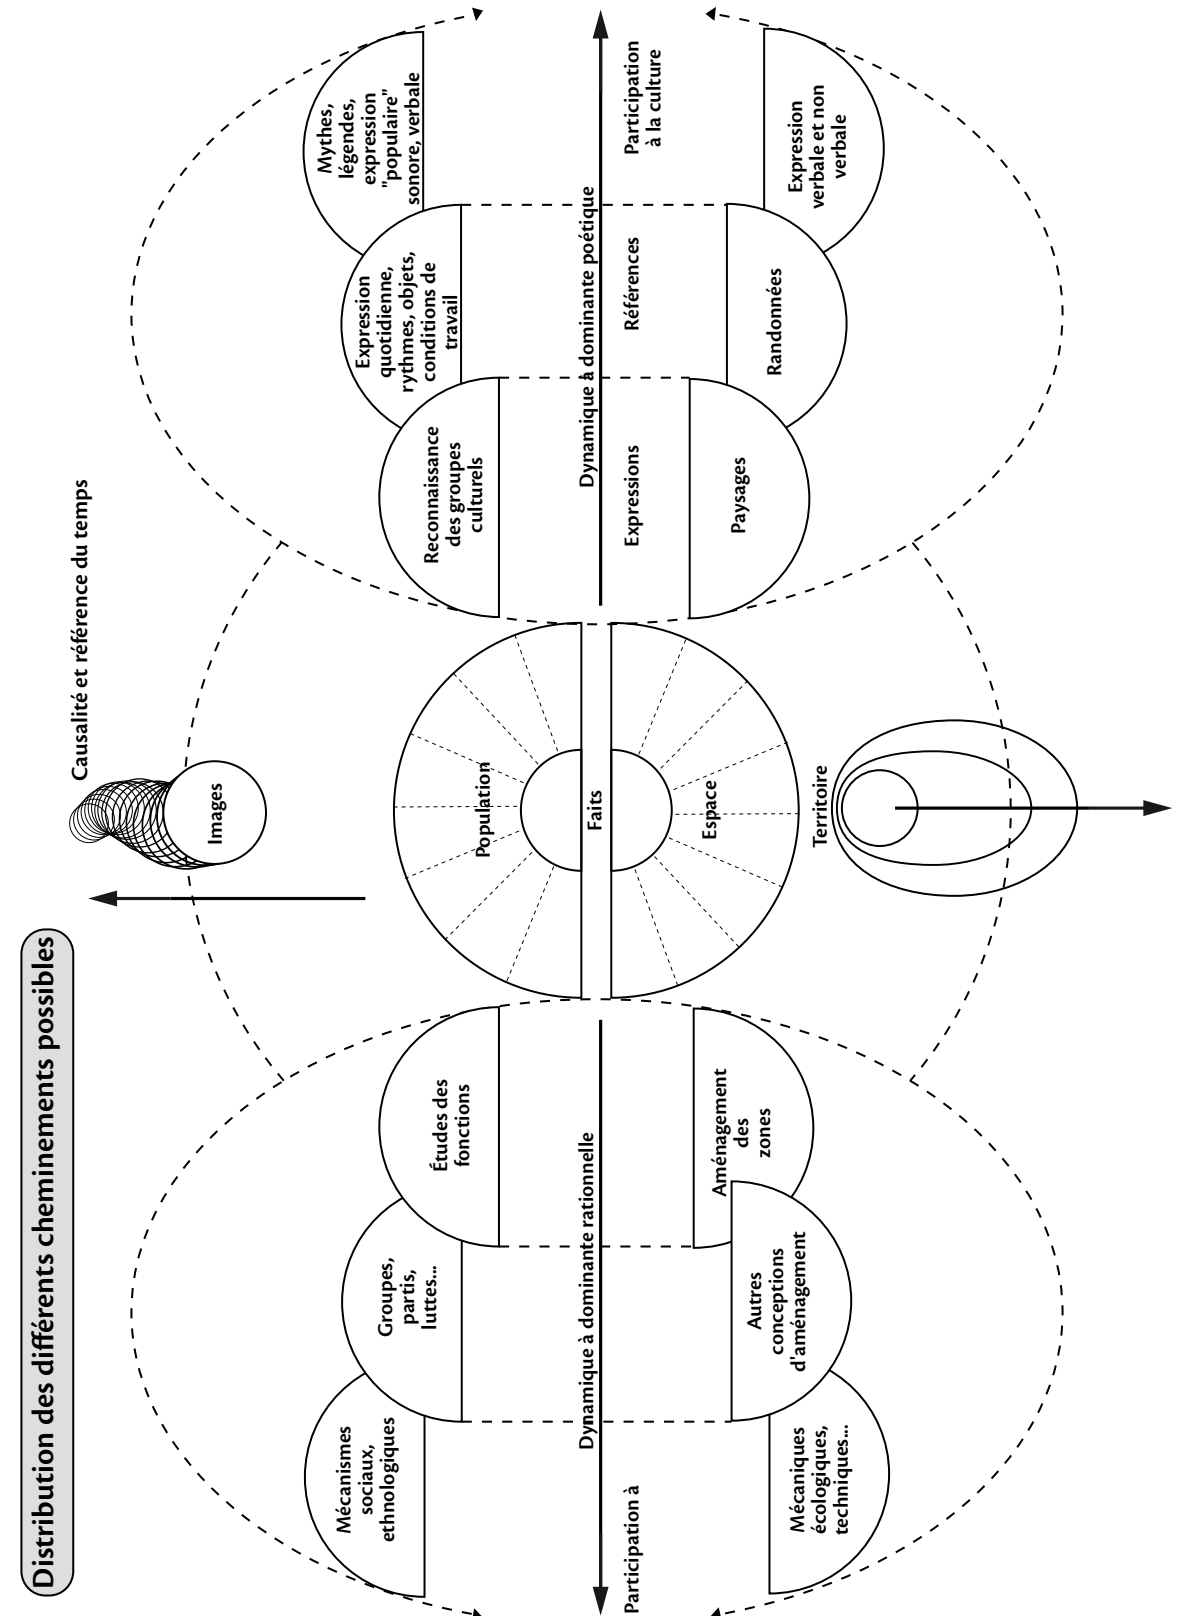 Distribution des différents cheminements possibles
Causalité et référence du temps
Images
Mécanismes
sociaux,
ethnologiques
Groupes,
partis,
luttes...
Études des
fonctions
Population
Reconnaissance
des groupes
culturels
Expression
quotidienne,
rythmes, objets,
conditions de
travail
Mythes,
légendes,
expression
"populaire"
sonore, verbale
Dynamique à dominante rationnelle
Faits
Dynamique à dominante poétique
Participation à
Expressions
Références
Participation
à la culture
Mécaniques
écologiques,
techniques...
Autres
conceptions
d'aménagement
Aménagement
des
zones
Espace
Paysages
Randonnées
Expression
verbale et non
verbale
Territoire